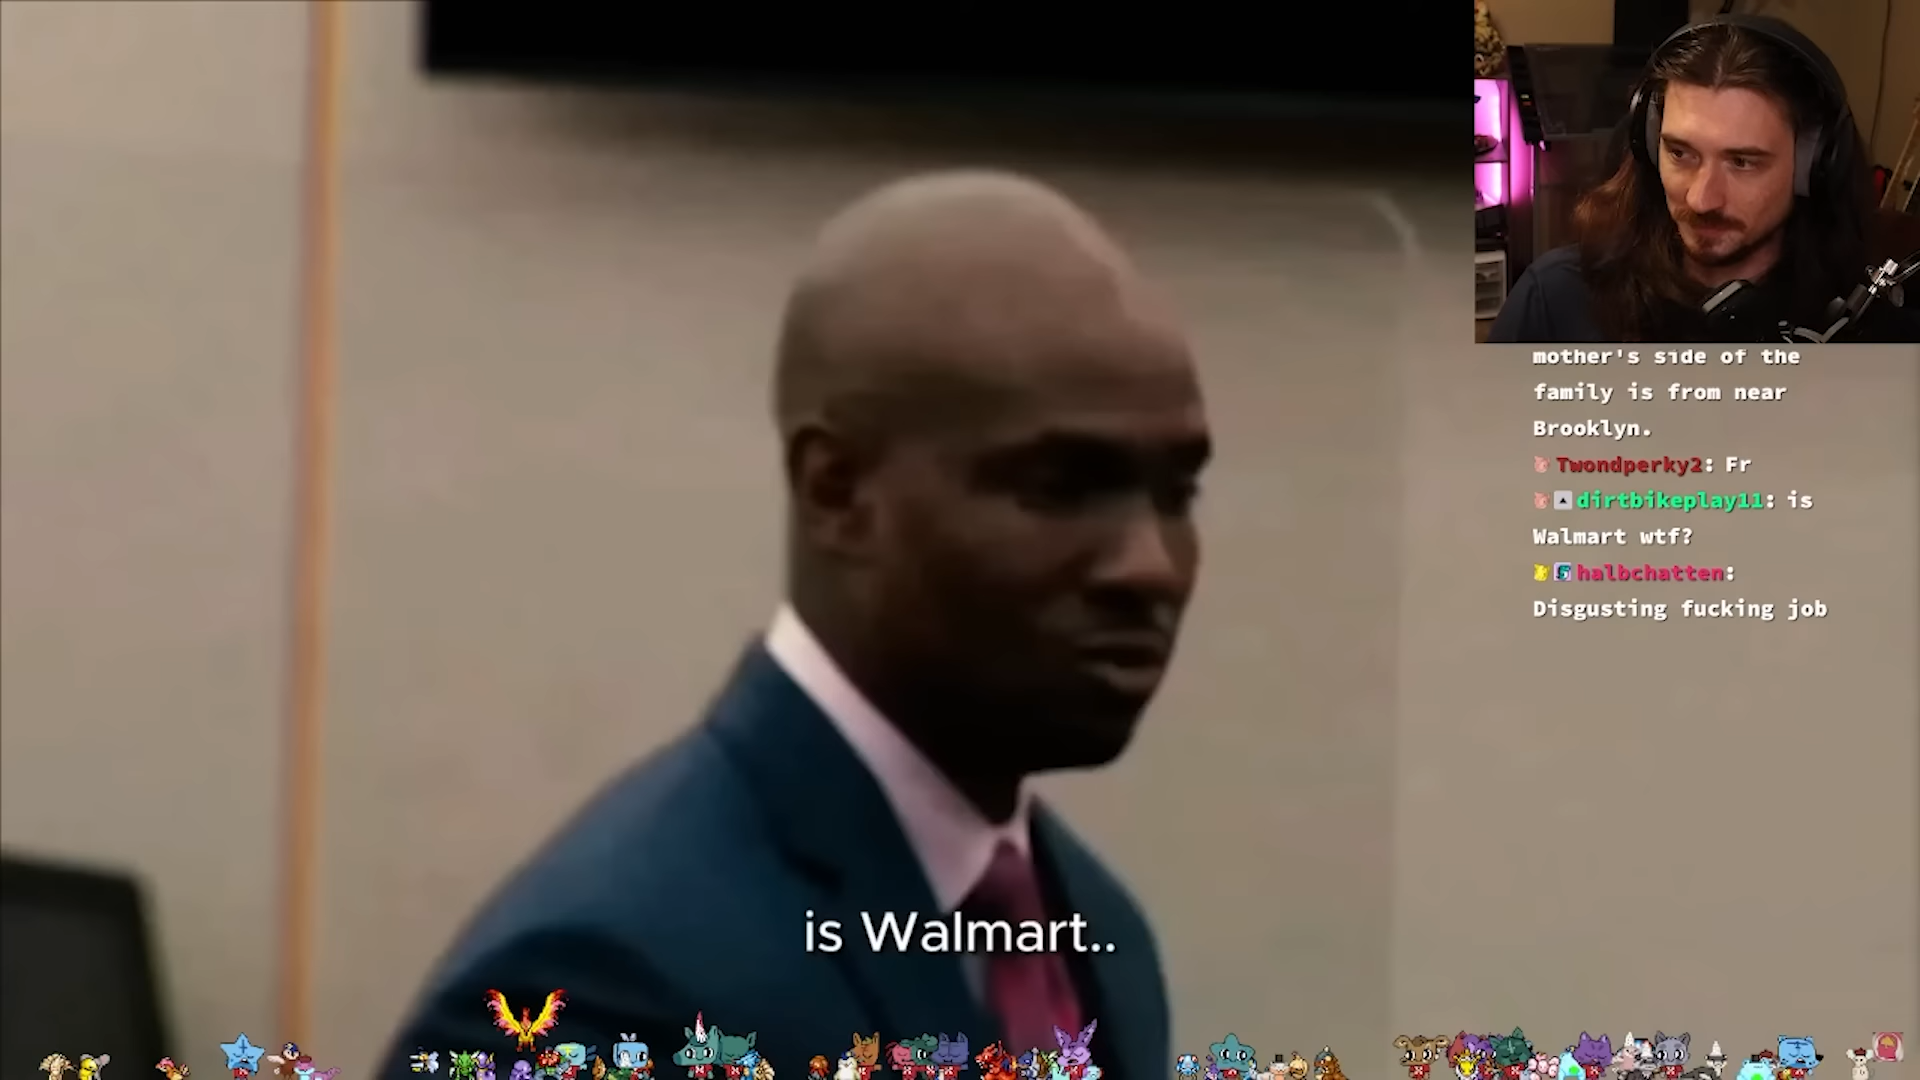 mother's side of the
family is from near
Brooklyn.
Twondperky2: Fr
dirtbikeplay11: is
Walmart wtf?
halbchatten:
Disgusting fucking job
is Walmart..